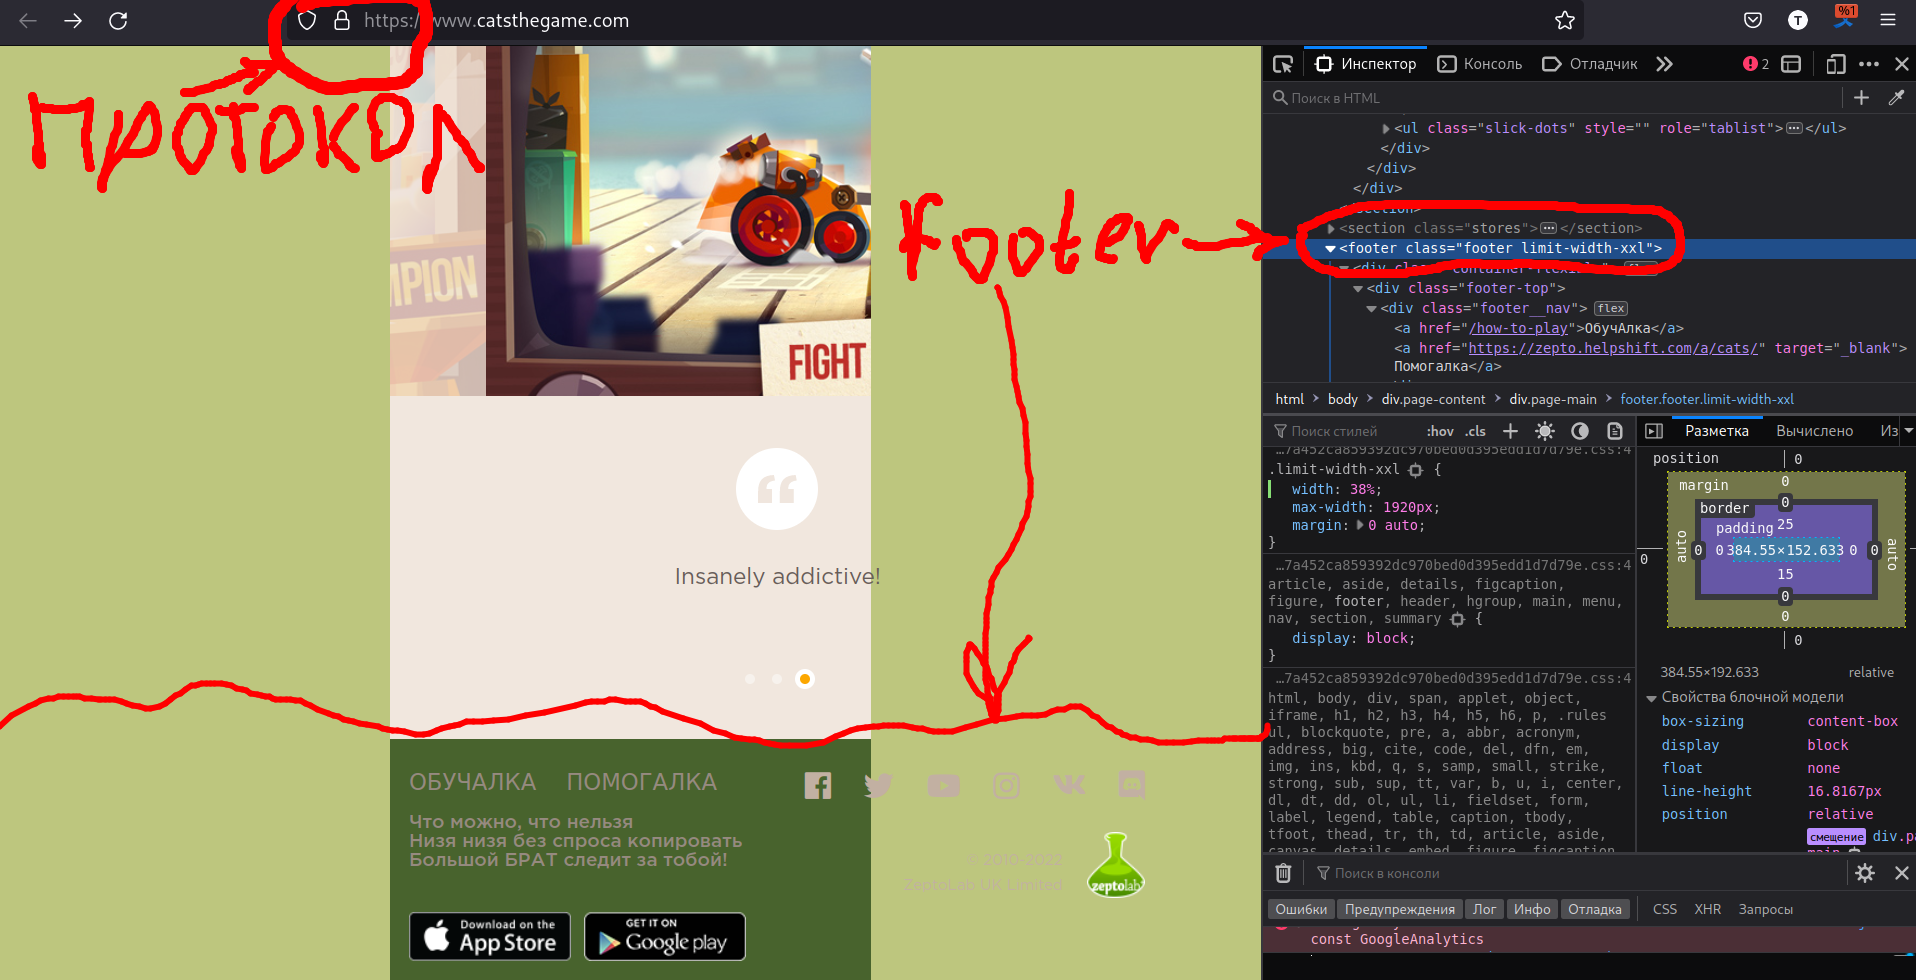 https://www.catsthegame.com
T
%1
Протокол
footer
MPION
FIGHT
Insanely addictive!
ОБУЧАЛКА ПОМОГАЛКА
Что можно, что нельзя
Низя низя без спроса копировать
Большой БРАТ следит за тобой!
© 2010-2022
ZeptoLab UK Limited
zeptolab
Download on the
App Store
GET IT ON
Google play
Инспектор Консоль Отладчик 2
Поиск в HTML
<ul class="slick-dots" style="" role="tablist"></ul>
</div>
</div>
</div>
</section>
<section class="stores"></section>
<footer class="footer limit-width-xxl">
<div class="container-flexible" flex
<div class="footer-top">
<div class="footer__nav"> flex
<a href="/how-to-play">ОбучАлка</a>
<a href="https://zepto.helpshift.com/a/cats/" target="_blank">
Помогалка</a>
html body div.page-content div.page-main footer.footer.limit-width-xxl
Поиск стилей :hov .cls
…7a452ca859392dc970bed0d395edd1d7d79e.css:4
.limit-width-xxl {
width: 38%;
max-width: 1920px;
margin: 0 auto;
}
…7a452ca859392dc970bed0d395edd1d7d79e.css:4
article, aside, details, figcaption,
figure, footer, header, hgroup, main, menu,
nav, section, summary {
display: block;
}
…7a452ca859392dc970bed0d395edd1d7d79e.css:4
html, body, div, span, applet, object,
iframe, h1, h2, h3, h4, h5, h6, p, .rules
ul, blockquote, pre, a, abbr, acronym,
address, big, cite, code, del, dfn, em,
img, ins, kbd, q, s, samp, small, strike,
strong, sub, sup, tt, var, b, u, i, center,
dl, dt, dd, ol, ul, li, fieldset, form,
label, legend, table, caption, tbody,
tfoot, thead, tr, th, td, article, aside,
canvas, details, embed, figure, figcaption
Разметка Вычислено Из
position 0
margin 0
border 0
padding 25
0 auto 0 0 384.55×152.633 0 0 auto
15
0
0
0
384.55×192.633 relative
Свойства блочной модели
box-sizing content-box
display block
float none
line-height 16.8167px
position relative
смещение div.pa
Поиск в консоли
Ошибки Предупреждения Лог Инфо Отладка CSS XHR Запросы
const GoogleAnalytics